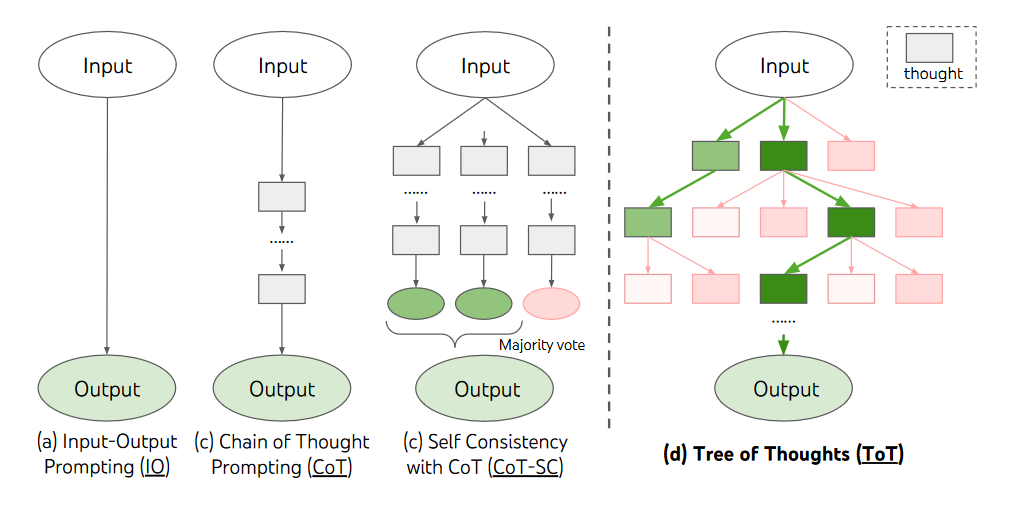 Input
Input
Input
Input
thought
......
......
......
......
......
Majority vote
Output
Output
Output
Output
(a) Input-Output
Prompting (IO)
(c) Chain of Thought
Prompting (CoT)
(c) Self Consistency
with CoT (CoT-SC)
(d) Tree of Thoughts (ToT)